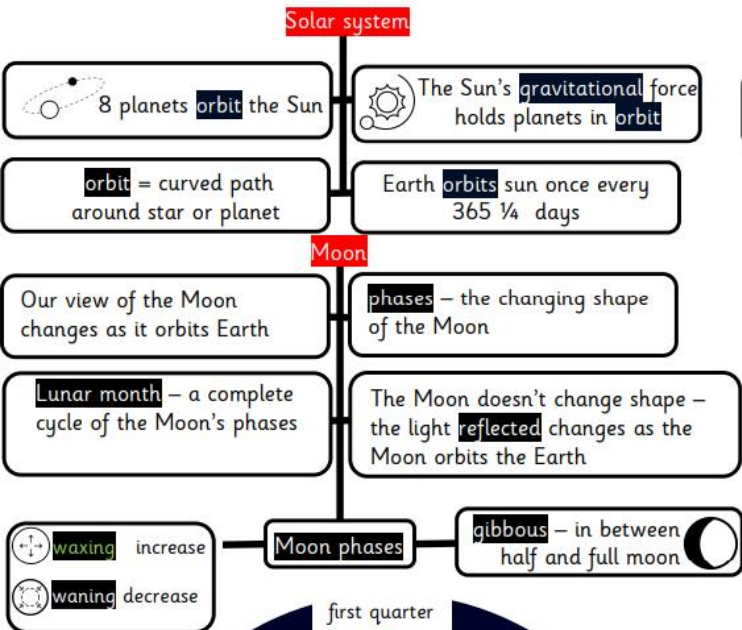 Solar system
8 planets orbit the Sun
The Sun's gravitational force
holds planets in orbit
orbit = curved path
around star or planet
Earth orbits sun once every
365 ¼ days
Moon
Our view of the Moon
changes as it orbits Earth
phases – the changing shape
of the Moon
Lunar month – a complete
cycle of the Moon's phases
The Moon doesn't change shape –
the light reflected changes as the
Moon orbits the Earth
waxing increase
waning decrease
Moon phases
gibbous – in between
half and full moon
first quarter